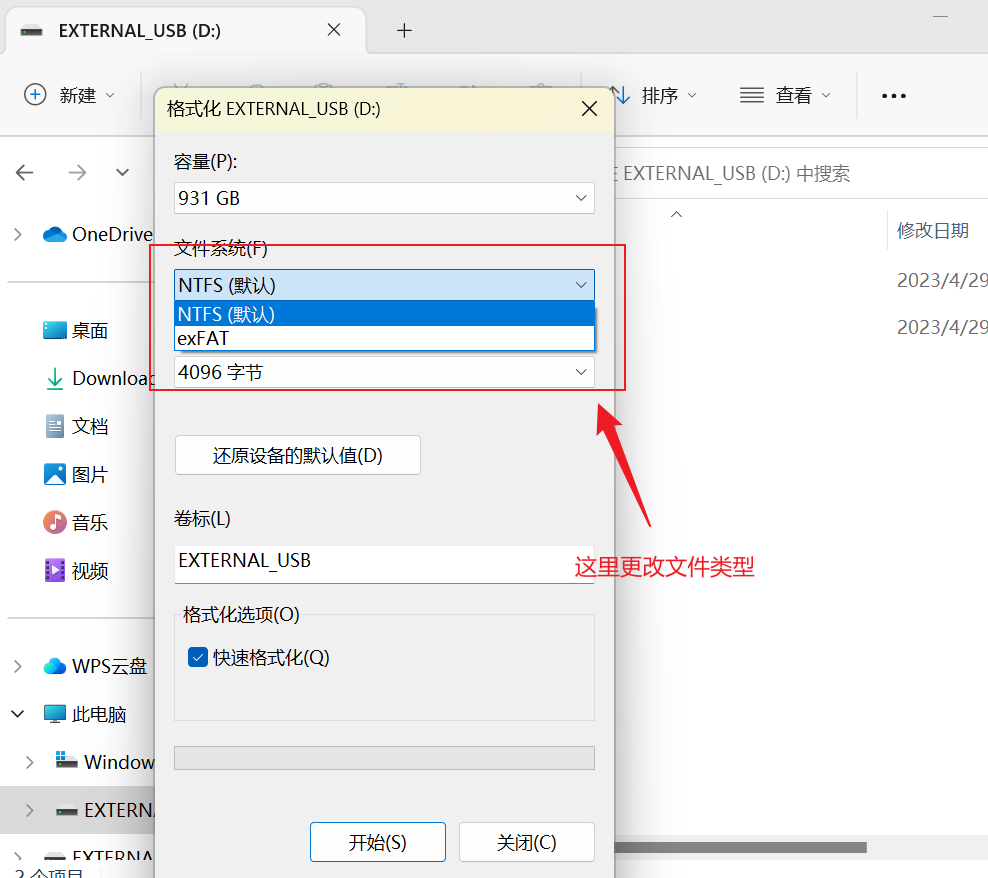 EXTERNAL_USB (D:)
新建
排序
查看
格式化 EXTERNAL_USB (D:)
容量(P):
931 GB
EXTERNAL_USB (D:) 中搜索
OneDrive
文件系统(F)
修改日期
NTFS (默认)
2023/4/29
NTFS (默认)
exFAT
2023/4/29
桌面
4096 字节
Downloac
文档
还原设备的默认值(D)
图片
卷标(L)
音乐
EXTERNAL_USB
这里更改文件类型
视频
格式化选项(O)
快速格式化(Q)
WPS云盘
此电脑
Window
EXTERNA
开始(S)
关闭(C)
EXTERNA
2 个项目